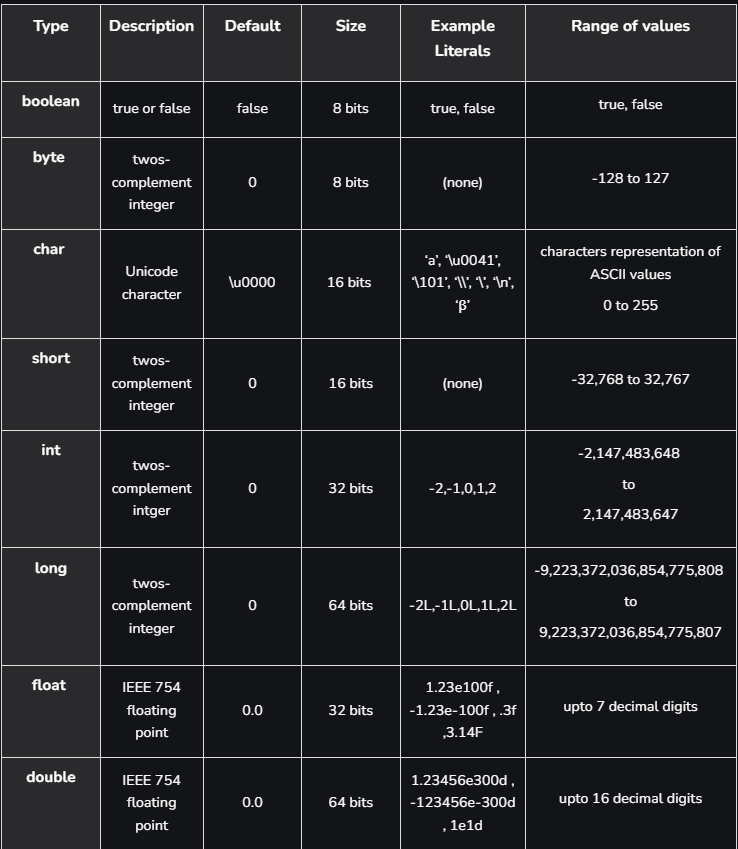 Type
Description
Default
Size
Example
Literals
Range of values
boolean
true or false
false
8 bits
true, false
true, false
byte
twos-
complement
integer
0
8 bits
(none)
-128 to 127
char
Unicode
character
\u0000
16 bits
‘a’, ‘\u0041’,
‘\101’, ‘\\’, ‘\’, ‘\n’,
‘β’
characters representation of
ASCII values
0 to 255
short
twos-
complement
integer
0
16 bits
(none)
-32,768 to 32,767
int
twos-
complement
intger
0
32 bits
-2,-1,0,1,2
-2,147,483,648
to
2,147,483,647
long
twos-
complement
integer
0
64 bits
-2L,-1L,0L,1L,2L
-9,223,372,036,854,775,808
to
9,223,372,036,854,775,807
float
IEEE 754
floating
point
0.0
32 bits
1.23e100f ,
-1.23e-100f , .3f
,3.14F
upto 7 decimal digits
double
IEEE 754
floating
point
0.0
64 bits
1.23456e300d ,
-123456e-300d
, 1e1d
upto 16 decimal digits